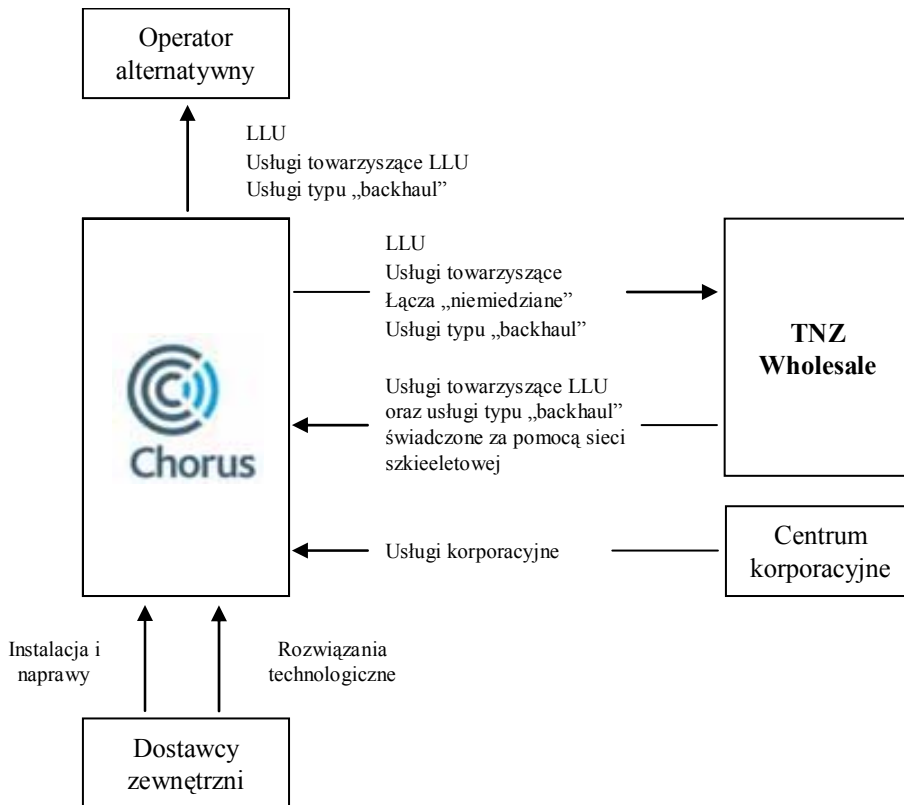 Operator
alternatywny
LLU
Usługi towarzyszące LLU
Usługi typu „backhaul”
LLU
Usługi towarzyszące
Łącza „niemiedziane”
Usługi typu „backhaul”
TNZ
Wholesale
Chorus
Usługi towarzyszące LLU
oraz usługi typu „backhaul”
świadczone za pomocą sieci
szkieeletowej
Usługi korporacyjne
Centrum
korporacyjne
Instalacja i
naprawy
Rozwiązania
technologiczne
Dostawcy
zewnętrzni